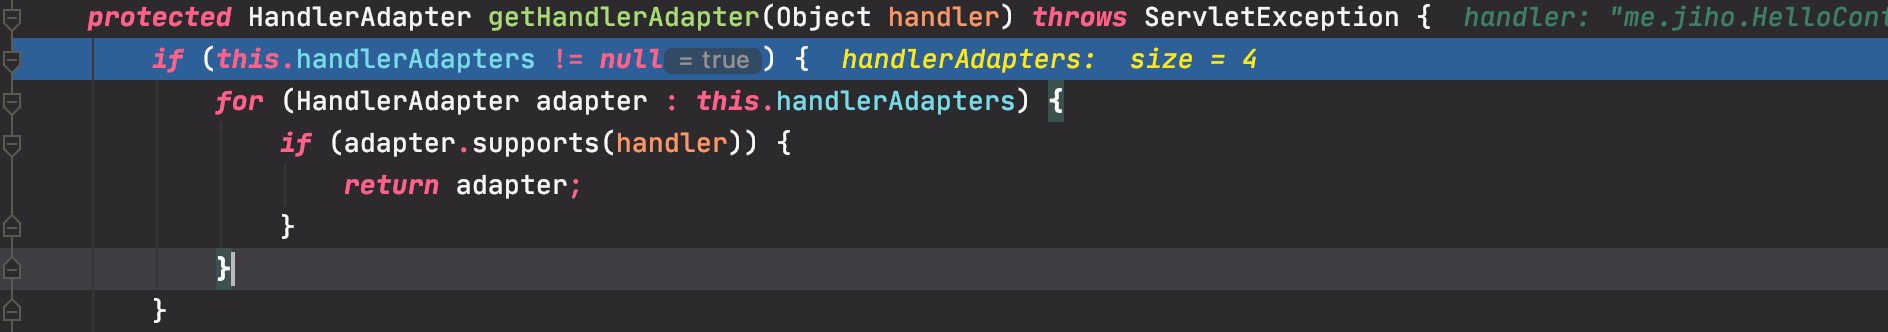 protected HandlerAdapter getHandlerAdapter(Object handler) throws ServletException { handler: "me.jiho.HelloCont
if (this.handlerAdapters != null = true ) { handlerAdapters: size = 4
for (HandlerAdapter adapter : this.handlerAdapters) {
if (adapter.supports(handler)) {
return adapter;
}
}
}